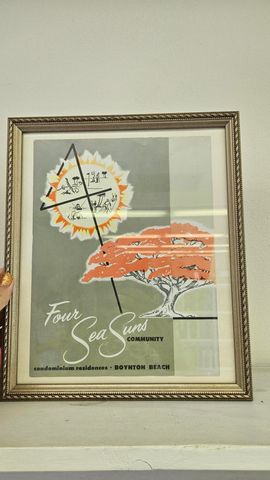 Four
Sea Suns
COMMUNITY
condominium residences • BOYNTON BEACH